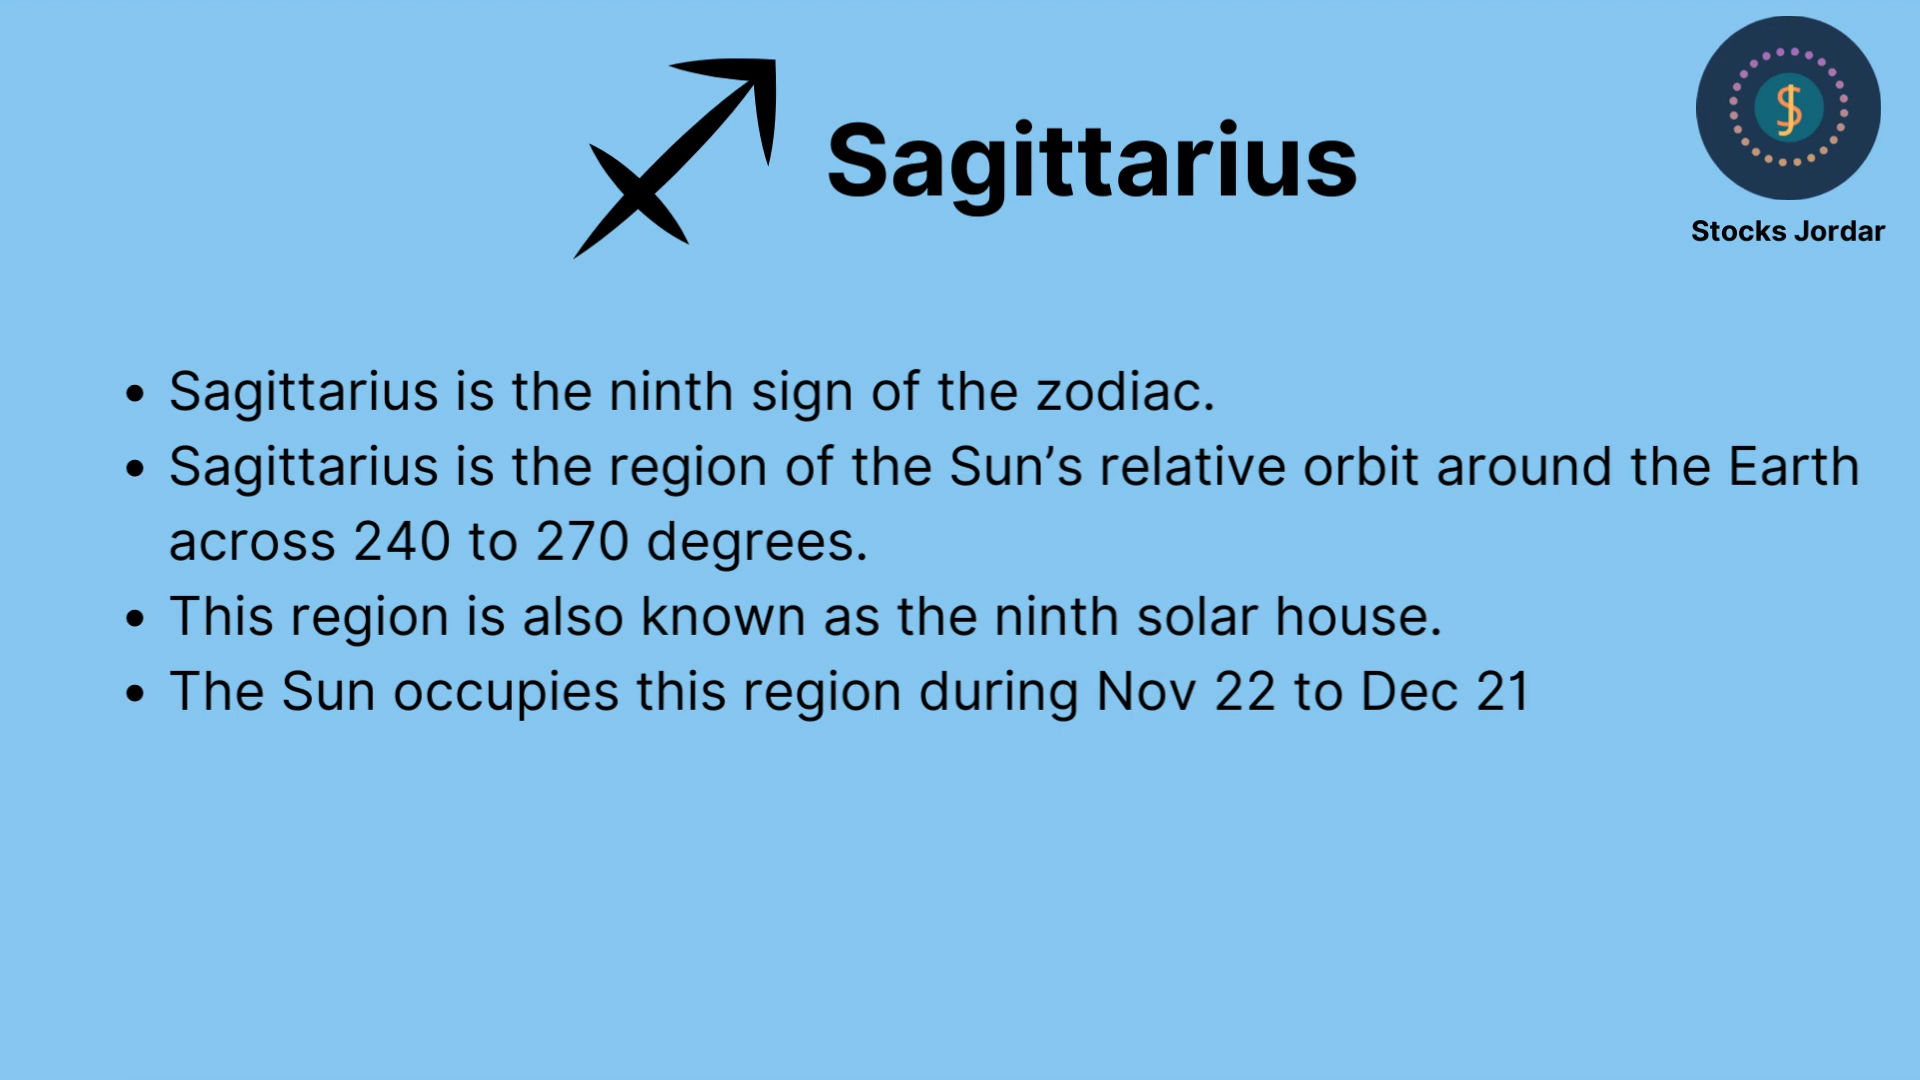 Sagittarius
Stocks Jordar
• Sagittarius is the ninth sign of the zodiac.
• Sagittarius is the region of the Sun’s relative orbit around the Earth
across 240 to 270 degrees.
• This region is also known as the ninth solar house.
• The Sun occupies this region during Nov 22 to Dec 21